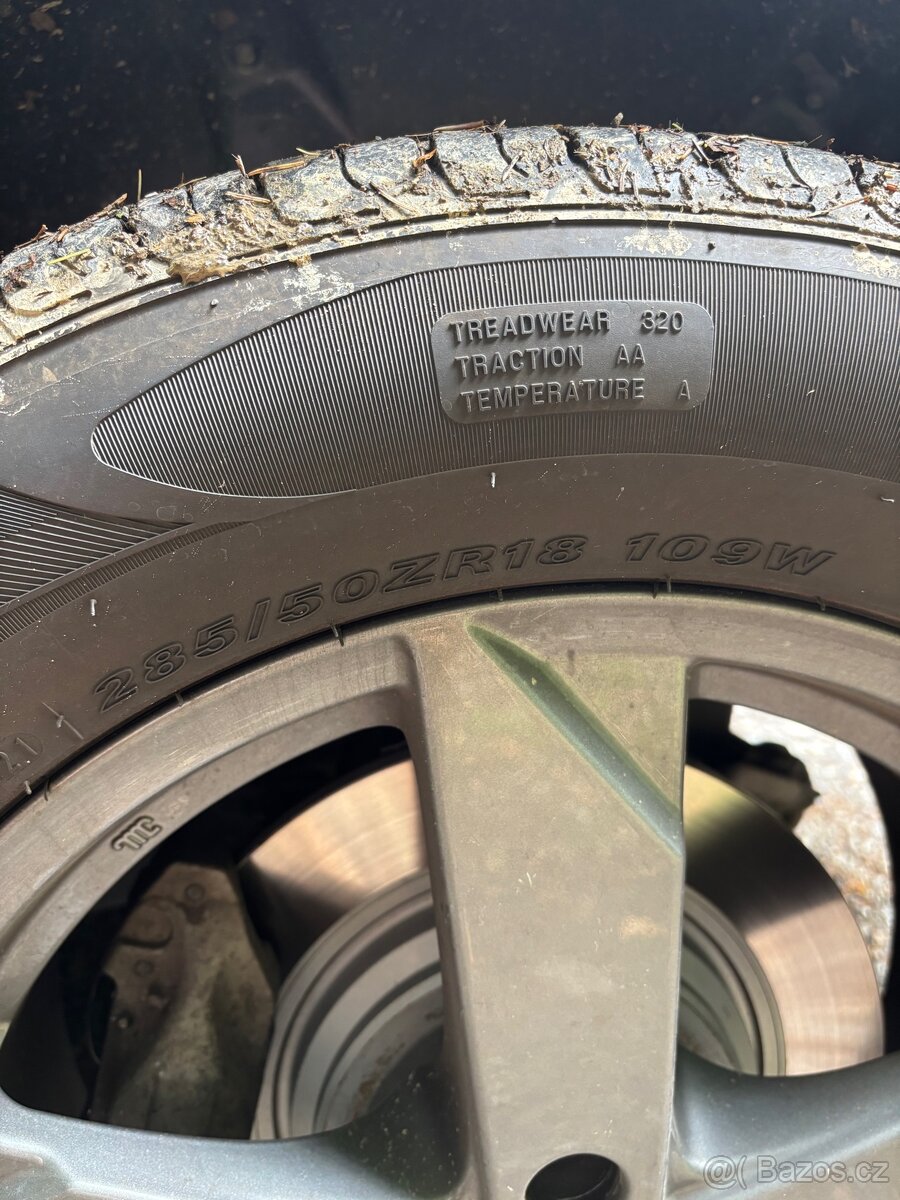 TREADWEAR 320
TRACTION AA
TEMPERATURE A
285/50ZR18 109W
@( Bazos.cz